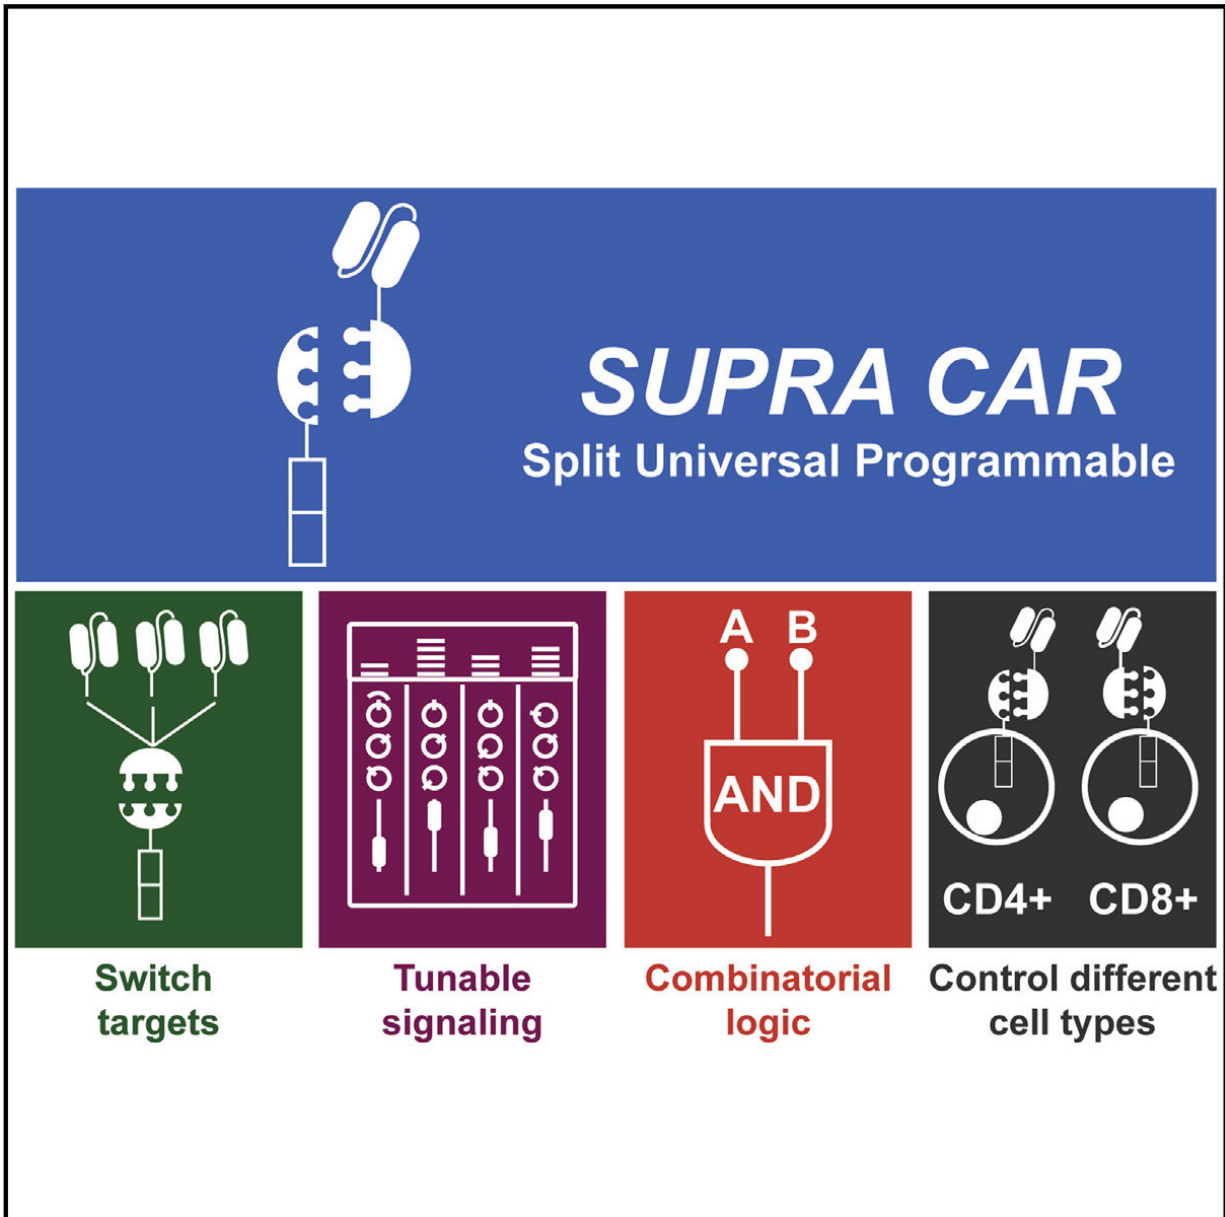 SUPRA CAR
Split Universal Programmable
A B
AND
CD4+ CD8+
Switch
targets
Tunable
signaling
Combinatorial
logic
Control different
cell types